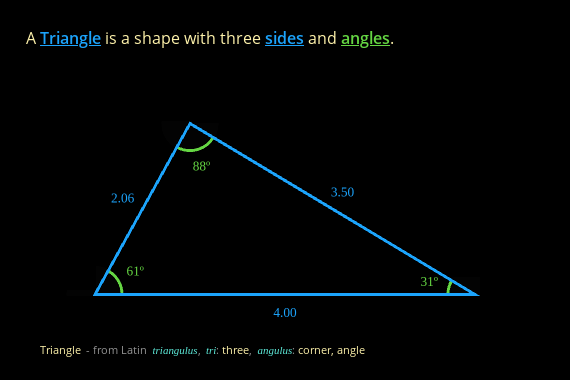 A Triangle is a shape with three sides and angles.
88º
2.06
3.50
61º
31º
4.00
Triangle - from Latin triangulus, tri: three, angulus: corner, angle